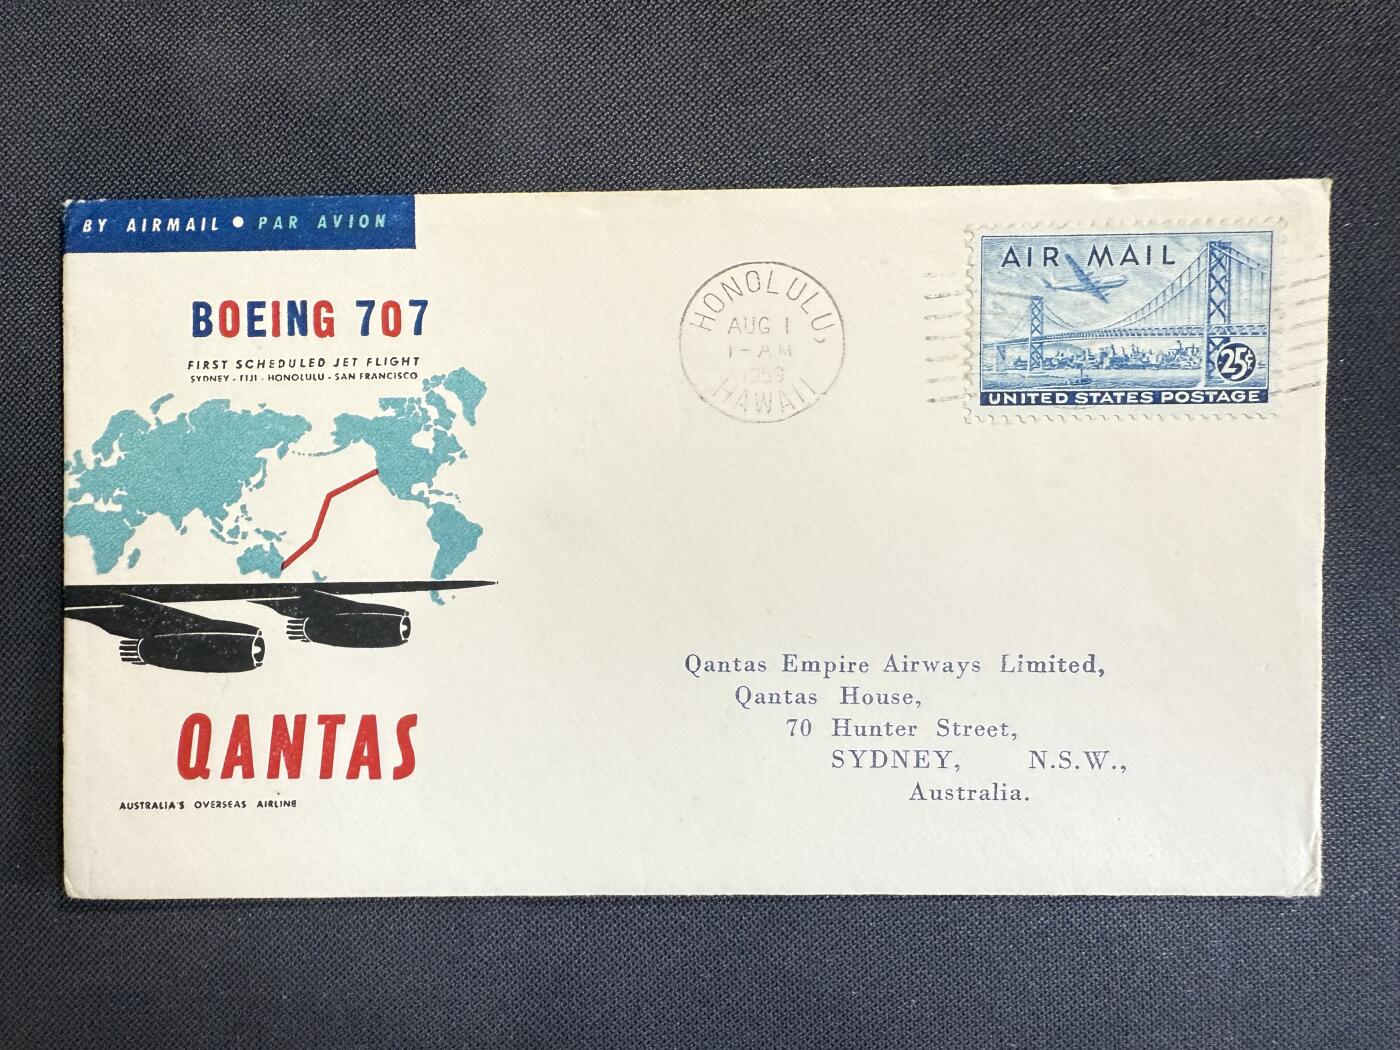 BY AIRMAIL • PAR AVION
BOEING 707
FIRST SCHEDULED JET FLIGHT
SYDNEY - FIJI - HONOLULU - SAN FRANCISCO
QANTAS
AUSTRALIA'S OVERSEAS AIRLINE
HONOLULU,
AUG 1
1 - AM
1959
HAWAII
AIR MAIL
25¢
UNITED STATES POSTAGE
Qantas Empire Airways Limited,
Qantas House,
70 Hunter Street,
SYDNEY, N.S.W.,
Australia.